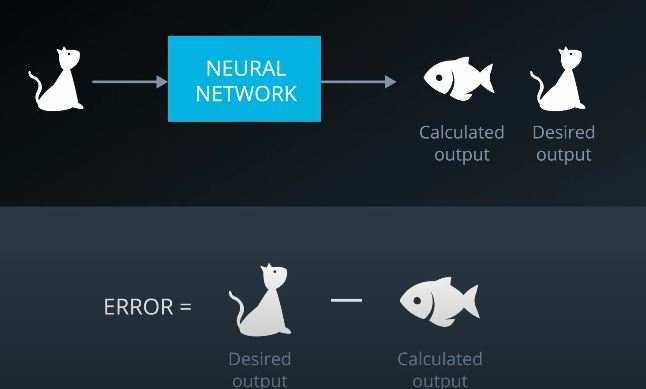 NEURAL
NETWORK
Calculated
output
Desired
output
ERROR =
Desired
output
Calculated
output